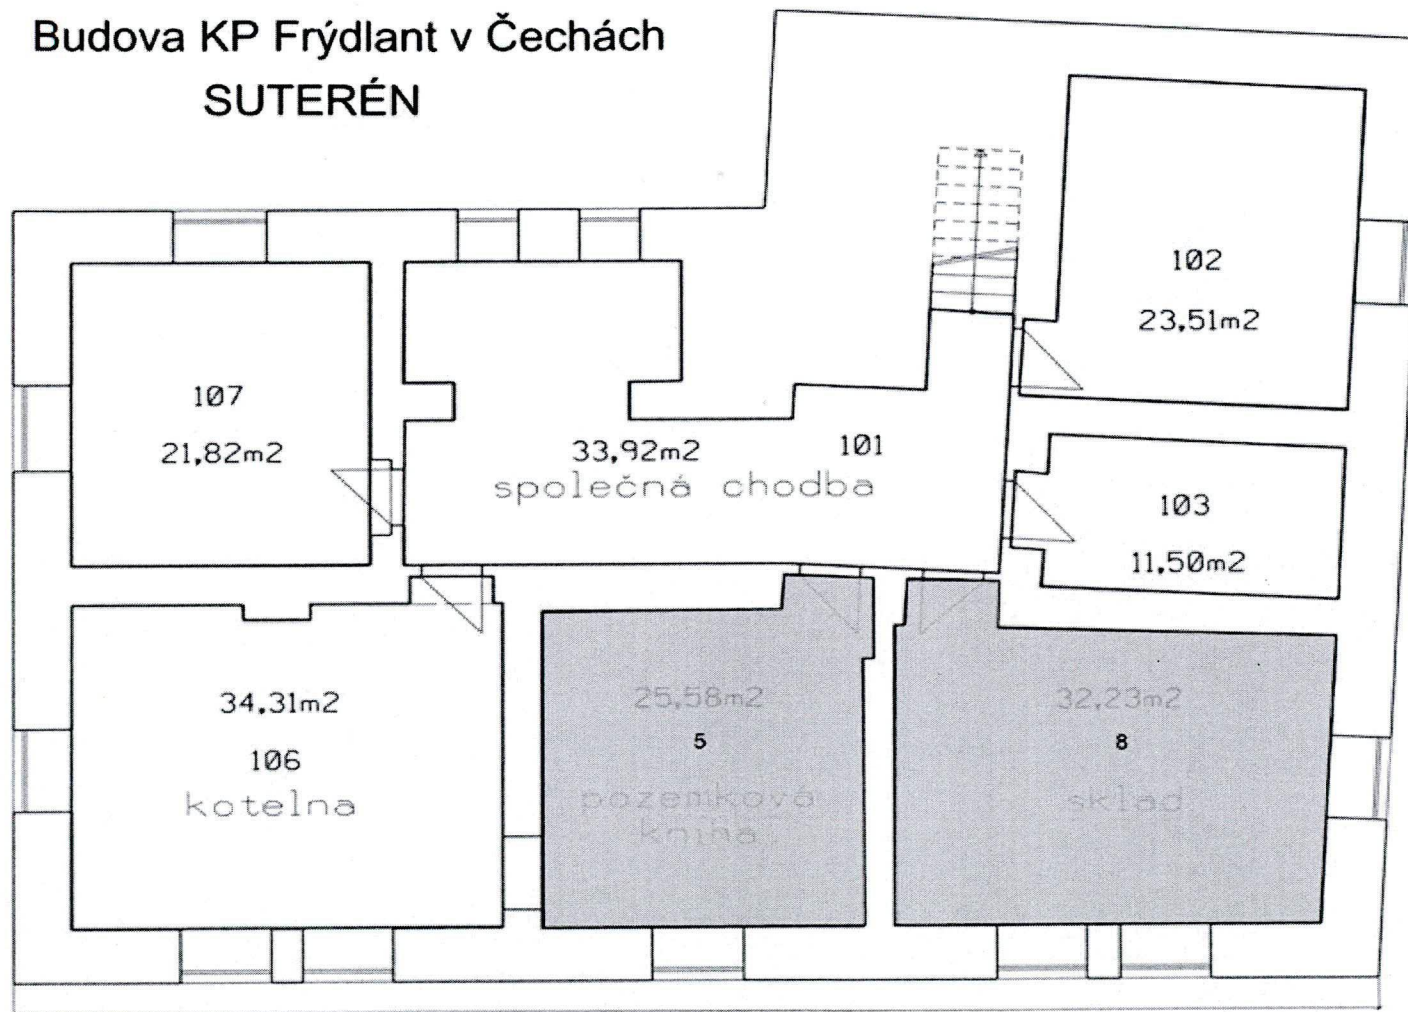 Budova KP Frýdlant v Čechách
SUTERÉN
102
23,51m2
107
21,82m2
33,92m2
101
společná chodba
103
11,50m2
34,31m2
106
kotelna
25,58m2
5
pozemková
kniha
32,23m2
8
sklad